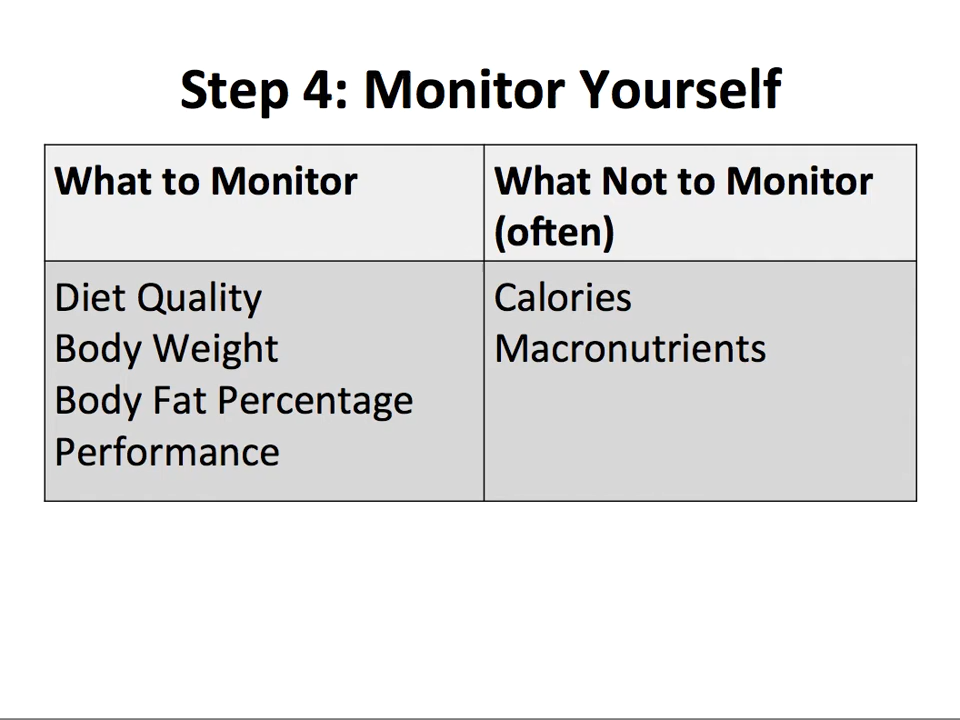 Step 4: Monitor Yourself
What to Monitor
What Not to Monitor
(often)
Diet Quality
Body Weight
Body Fat Percentage
Performance
Calories
Macronutrients